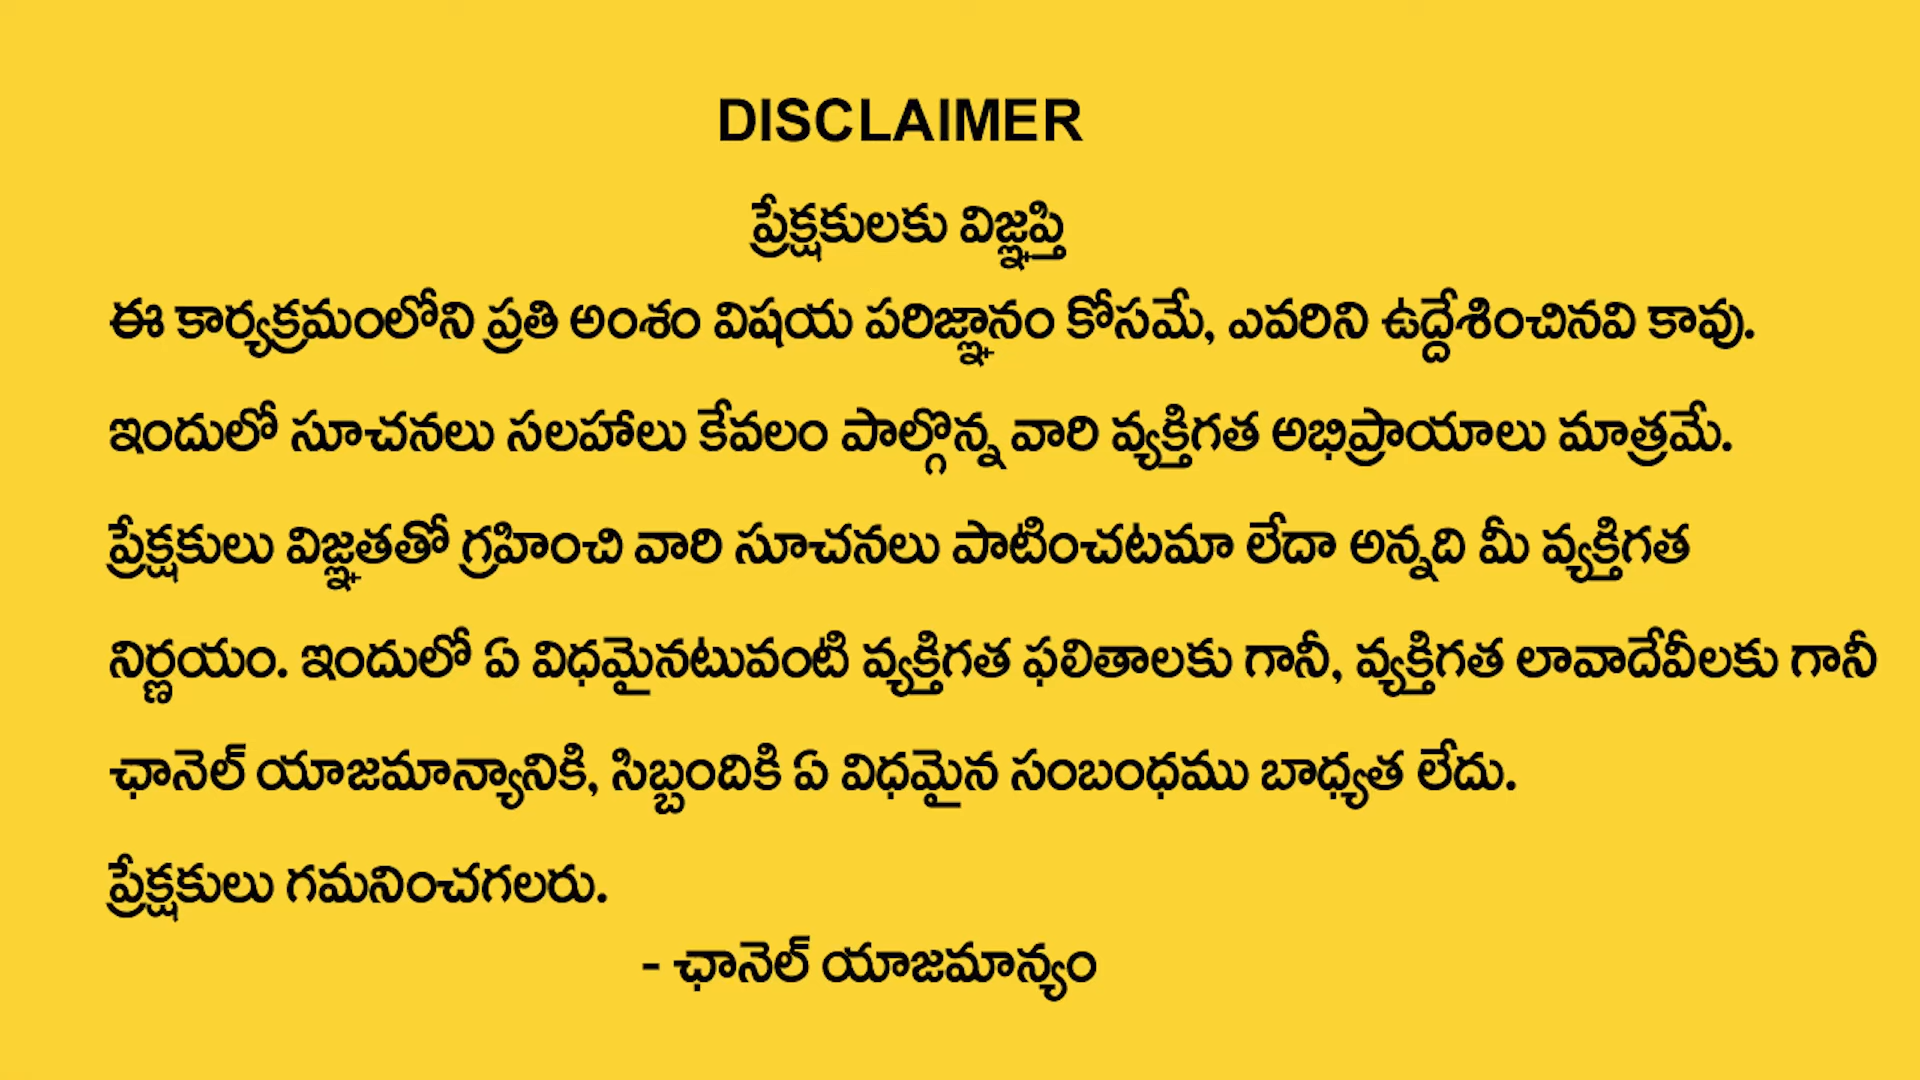 DISCLAIMER
ప్రేక్షకులకు విజ్ఞప్తి
ఈ కార్యక్రమంలోని ప్రతి అంశం విషయ పరిజ్ఞానం కోసమే, ఎవరిని ఉద్దేశించినవి కావు.
ఇందులో సూచనలు సలహాలు కేవలం పాల్గొన్న వారి వ్యక్తిగత అభిప్రాయాలు మాత్రమే.
ప్రేక్షకులు విజ్ఞతతో గ్రహించి వారి సూచనలు పాటించటమా లేదా అన్నది మీ వ్యక్తిగత
నిర్ణయం. ఇందులో ఏ విధమైనటువంటి వ్యక్తిగత ఫలితాలకు గానీ, వ్యక్తిగత లావాదేవీలకు గానీ
ఛానెల్ యాజమాన్యానికి, సిబ్బందికి ఏ విధమైన సంబంధము బాధ్యత లేదు.
ప్రేక్షకులు గమనించగలరు.
- ఛానెల్ యాజమాన్యం